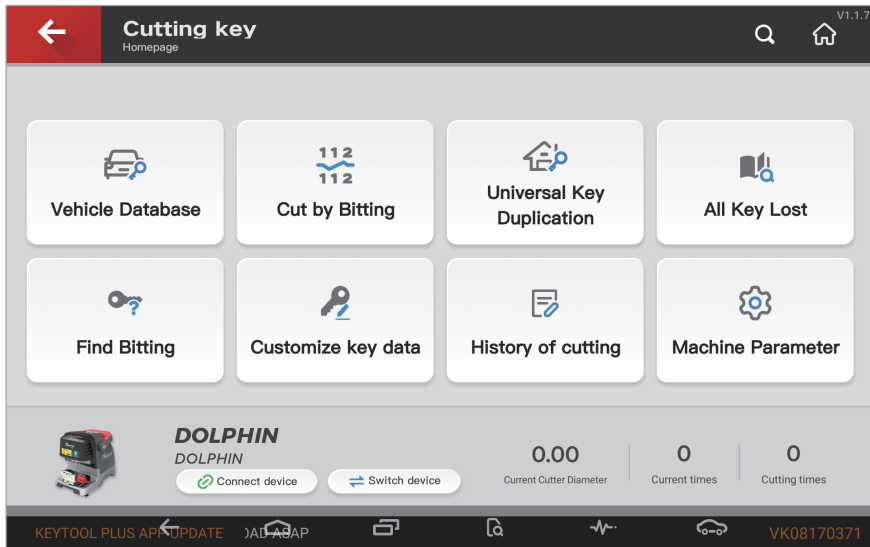 V1.1.7
Cutting key
Homepage
112
112
Vehicle Database
Cut by Bitting
Universal Key
Duplication
All Key Lost
?
Find Bitting
Customize key data
History of cutting
Machine Parameter
DOLPHIN
DOLPHIN
Connect device
Switch device
0.00
Current Cutter Diameter
0
Current times
0
Cutting times
KEYTOOL PLUS APP UPDATE
OAD ASAP
VK08170371